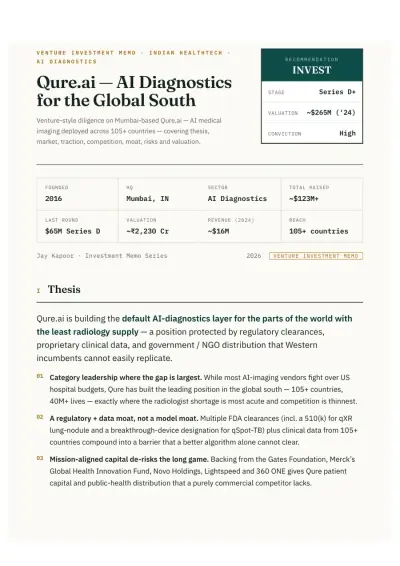 VENTURE INVESTMENT MEMO · INDIAN HEALTHTECH ·
AI DIAGNOSTICS
Qure.ai — AI Diagnostics
for the Global South
Venture-style diligence on Mumbai-based Qure.ai — AI medical
imaging deployed across 105+ countries — covering thesis,
market, traction, competition, moat, risks and valuation.
RECOMMENDATION
INVEST
STAGE Series D+
VALUATION ~$265M ('24)
CONVICTION High
FOUNDED HQ SECTOR TOTAL RAISED
2016 Mumbai, IN AI Diagnostics ~$123M+
LAST ROUND VALUATION REVENUE (2024) REACH
$65M Series D ~₹2,230 Cr ~$16M 105+ countries
Jay Kapoor · Investment Memo Series 2026 VENTURE INVESTMENT MEMO
I Thesis
Qure.ai is building the default AI-diagnostics layer for the parts of the world with
the least radiology supply — a position protected by regulatory clearances,
proprietary clinical data, and government / NGO distribution that Western
incumbents cannot easily replicate.
01 Category leadership where the gap is largest. While most AI-imaging vendors fight over US
hospital budgets, Qure has built the leading position in the global south — 105+ countries,
40M+ lives — exactly where the radiologist shortage is most acute and competition is thinnest.
02 A regulatory + data moat, not a model moat. Multiple FDA clearances (incl. a 510(k) for qXR
lung-nodule and a breakthrough-device designation for qSpot-TB) plus clinical data from 105+
countries compound into a barrier that a better algorithm alone cannot clear.
03 Mission-aligned capital de-risks the long game. Backing from the Gates Foundation, Merck's
Global Health Innovation Fund, Novo Holdings, Lightspeed and 360 ONE gives Qure patient
capital and public-health distribution that a purely commercial competitor lacks.